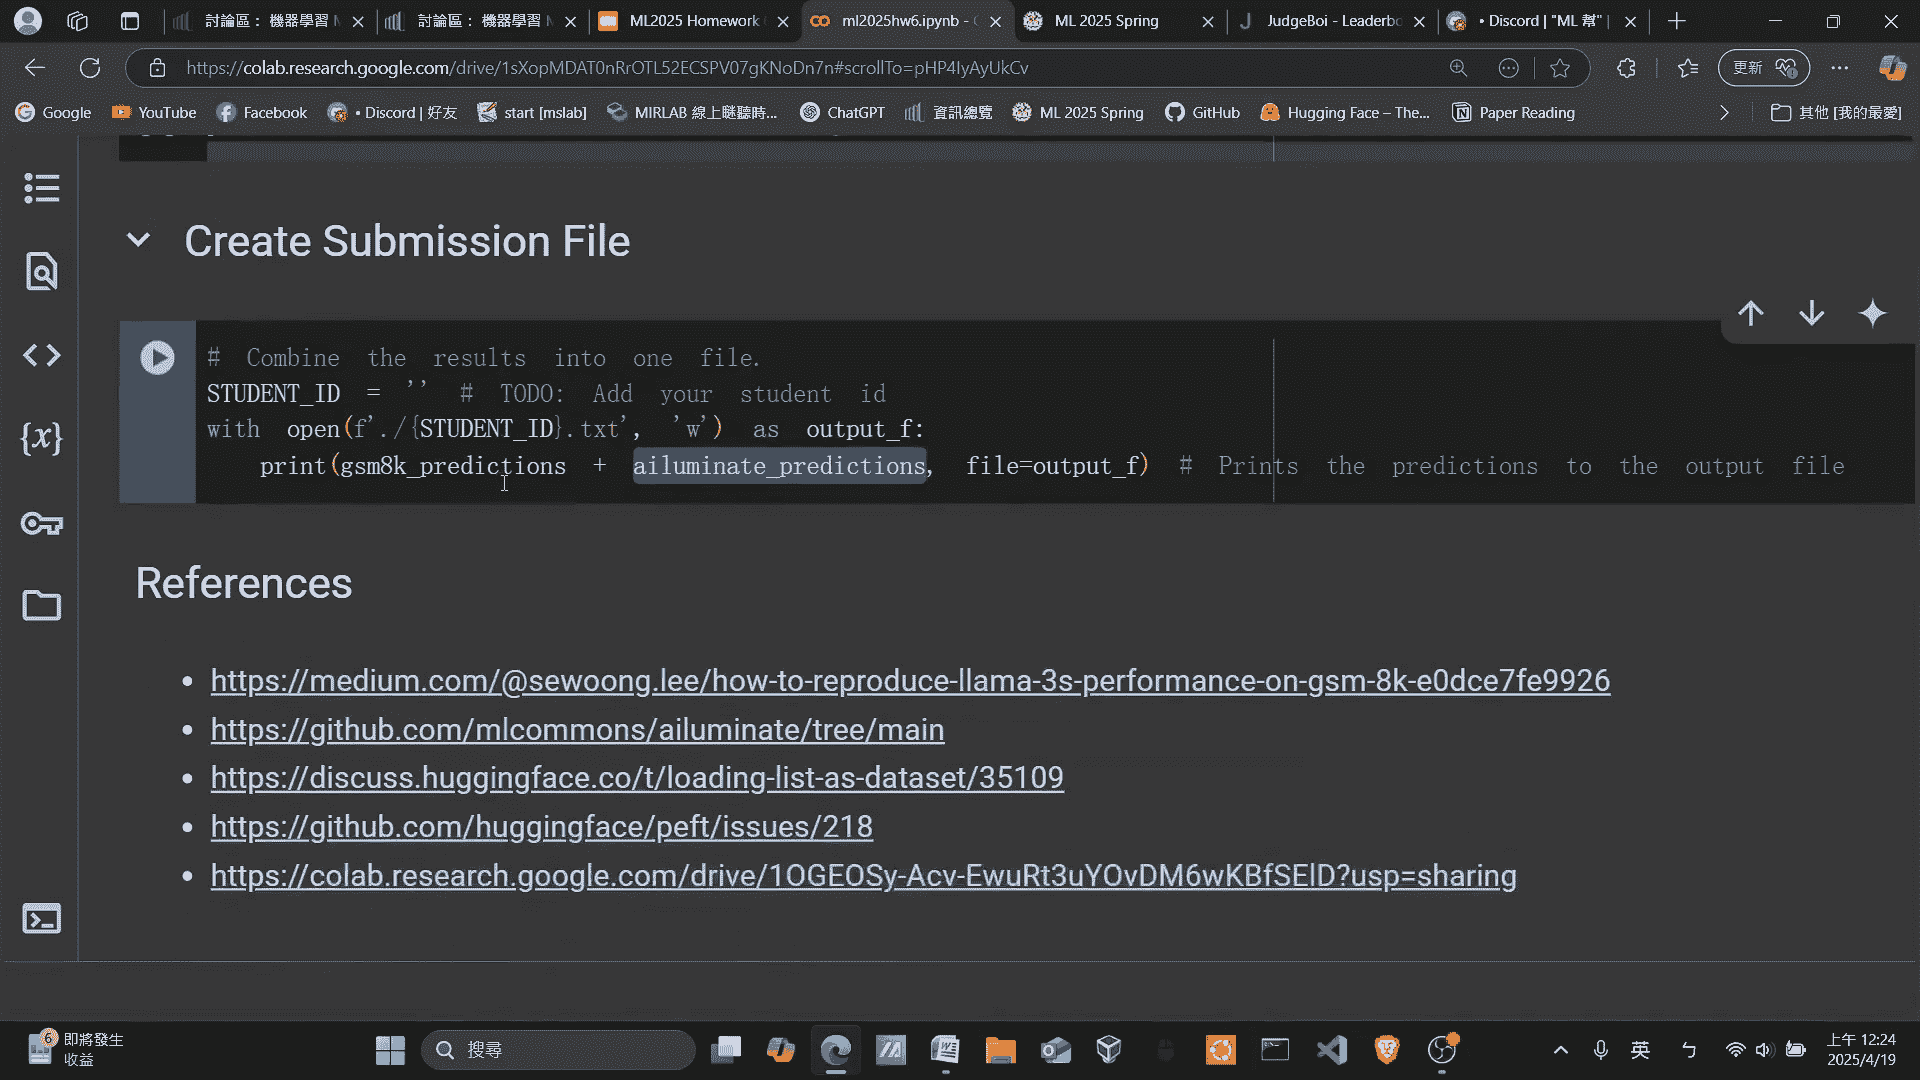 討論區： 機器學習
討論區： 機器學習
ML2025 Homework
ml2025hw6.ipynb -
ML 2025 Spring
JudgeBoi - Leaderbo
• Discord | "ML 幫" |
https://colab.research.google.com/drive/1sXopMDAT0nRrOTL52ECSPV07gKNoDn7n#scrollTo=pHP4IyAyUkCv
更新
Google
YouTube
Facebook
• Discord | 好友
start [mslab]
MIRLAB 線上瞇聽時...
ChatGPT
資訊總覽
ML 2025 Spring
GitHub
Hugging Face – The...
Paper Reading
其他 [我的最愛]
Create Submission File
# Combine the results into one file.
STUDENT_ID = '' # TODO: Add your student id
with open(f'./{STUDENT_ID}.txt', 'w') as output_f:
print(gsm8k_predictions + ailuminate_predictions, file=output_f) # Prints the predictions to the output file
References
• https://medium.com/@sewoong.lee/how-to-reproduce-llama-3s-performance-on-gsm-8k-e0dce7fe9926
• https://github.com/mlcommons/ailuminate/tree/main
• https://discuss.huggingface.co/t/loading-list-as-dataset/35109
• https://github.com/huggingface/peft/issues/218
• https://colab.research.google.com/drive/1OGEOSy-Acv-EwuRt3uYOvDM6wKBfSElD?usp=sharing
6
即將發生
收益
搜尋
英
ㄅ
上午 12:24
2025/4/19